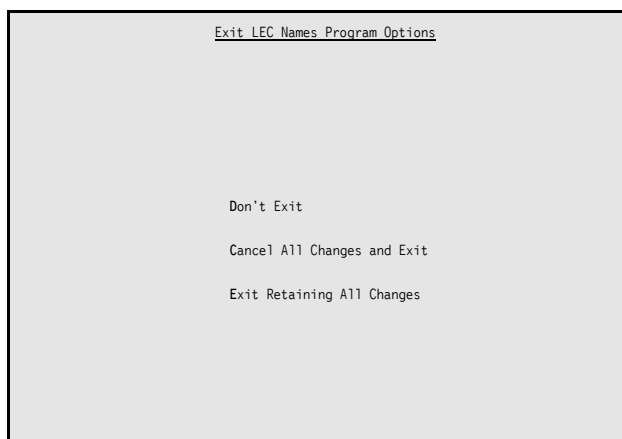 Exit LEC Names Program Options
Don't Exit
Cancel All Changes and Exit
Exit Retaining All Changes